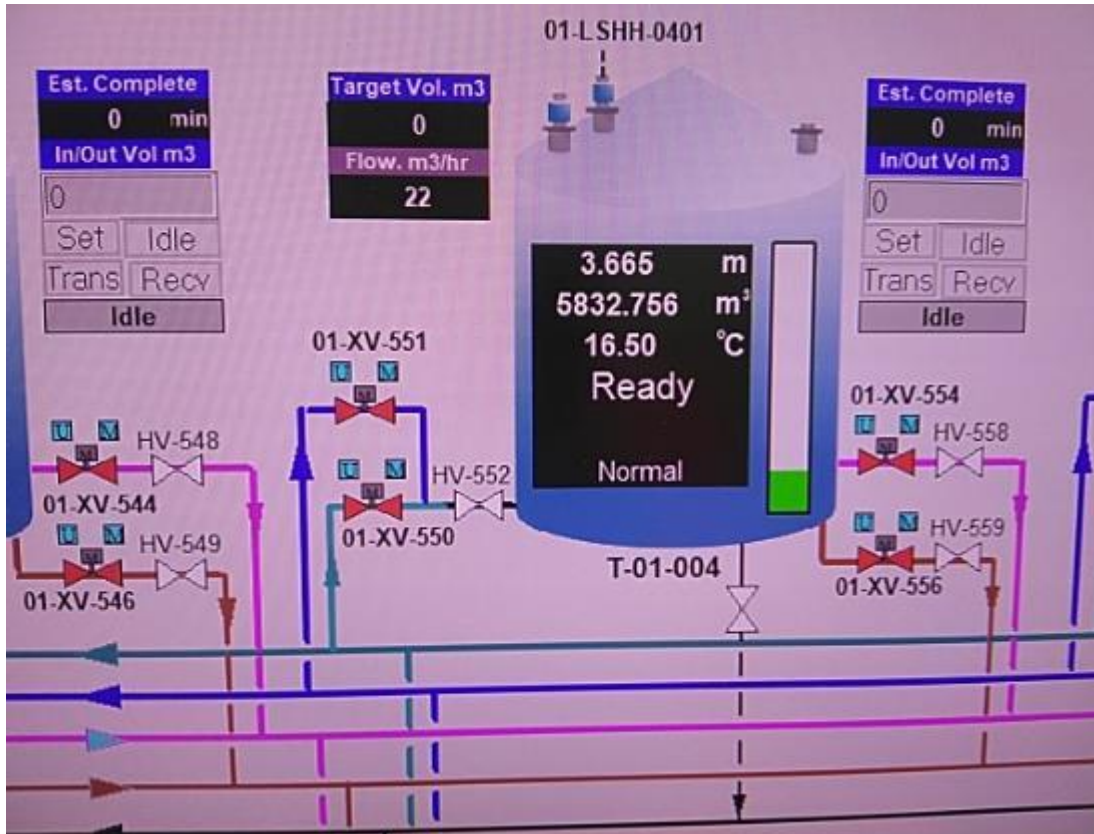 01-LSHH-0401
Est. Complete
0 min
In/Out Vol m3
0
Set Idle
Trans Recv
Idle
Target Vol. m3
0
Flow. m3/hr
22
Est. Complete
0 min
In/Out Vol m3
0
Set Idle
Trans Recv
Idle
3.665 m
5832.756 m³
16.50 °C
Ready
Normal
01-XV-551
U M
M
01-XV-554
U M
M
HV-558
U M
M
HV-548
01-XV-544
U M
M
HV-552
01-XV-550
U M
M
HV-549
01-XV-546
T-01-004
U M
M
HV-559
01-XV-556